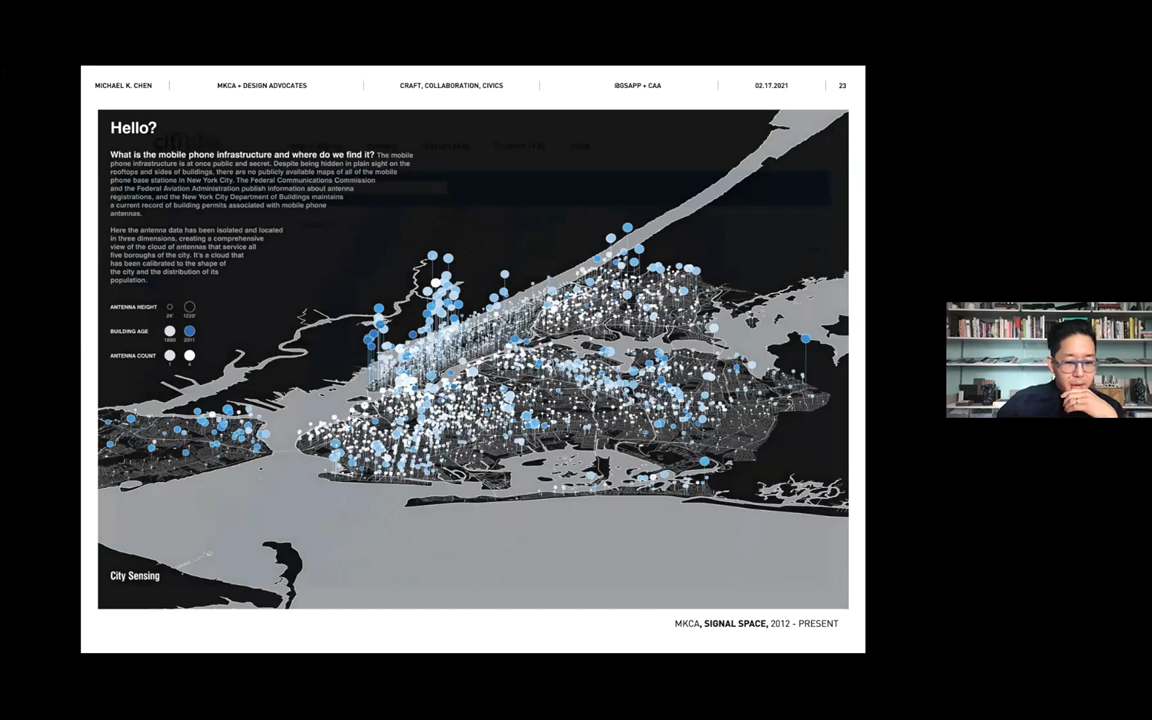 MICHAEL K. CHEN
MKCA + DESIGN ADVOCATES
CRAFT, COLLABORATION, CIVICS
@GSAPP + CAA
02.17.2021
23
Hello?
What is the mobile phone infrastructure and where do we find it? The mobile
phone infrastructure is at once public and secret. Despite being hidden in plain sight on the
rooftops and sides of buildings, there are no publicly available maps of all of the mobile
phone base stations in New York City. The Federal Communications Commission
and the Federal Aviation Administration publish information about antenna
registrations, and the New York City Department of Buildings maintains
a current record of building permits associated with mobile phone
antennas.
Here the antenna data has been isolated and located
in three dimensions, creating a comprehensive
view of the cloud of antennas that service all
five boroughs of the city. It's a cloud that
has been calibrated to the shape of
the city and the distribution of its
population.
ANTENNA HEIGHT
BUILDING AGE
1890 2011
ANTENNA COUNT
City Sensing
MKCA, SIGNAL SPACE, 2012 - PRESENT